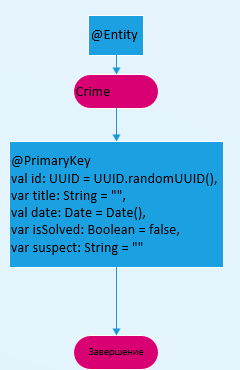 @Entity
Crime
@PrimaryKey
val id: UUID = UUID.randomUUID(),
var title: String = "",
val date: Date = Date(),
var isSolved: Boolean = false,
var suspect: String = ""
Завершение